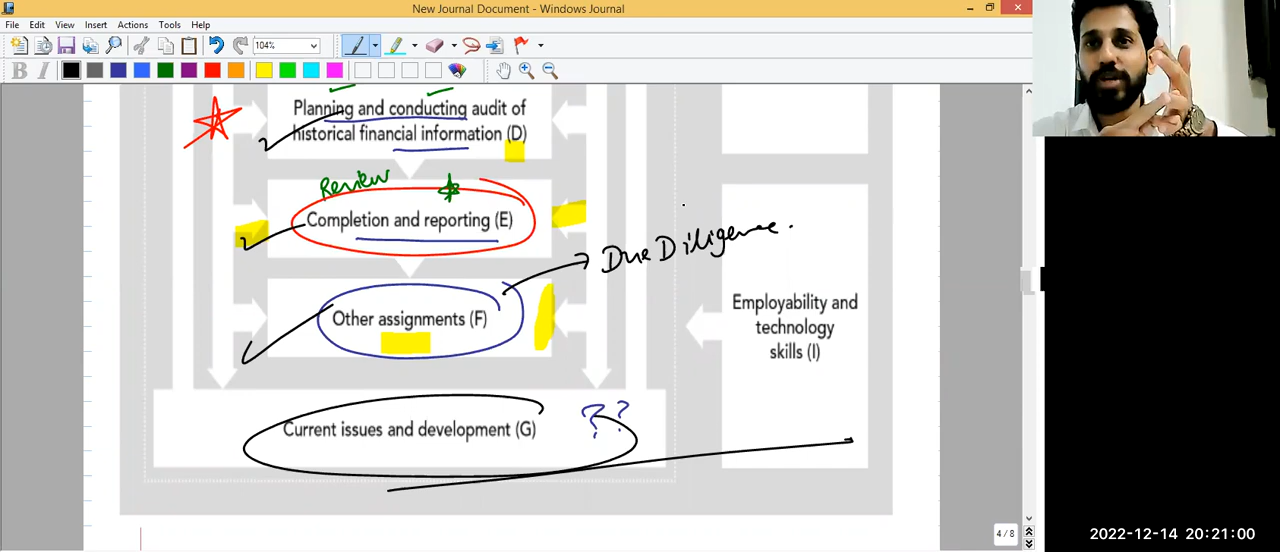 New Journal Document - Windows Journal
File Edit View Insert Actions Tools Help
104%
B I
Planning and conducting audit of
historical financial information (D)
Review
Completion and reporting (E)
Due Diligence.
Other assignments (F)
Employability and
technology
skills (I)
Current issues and development (G)
??
4 / 8
2022-12-14 20:21:00